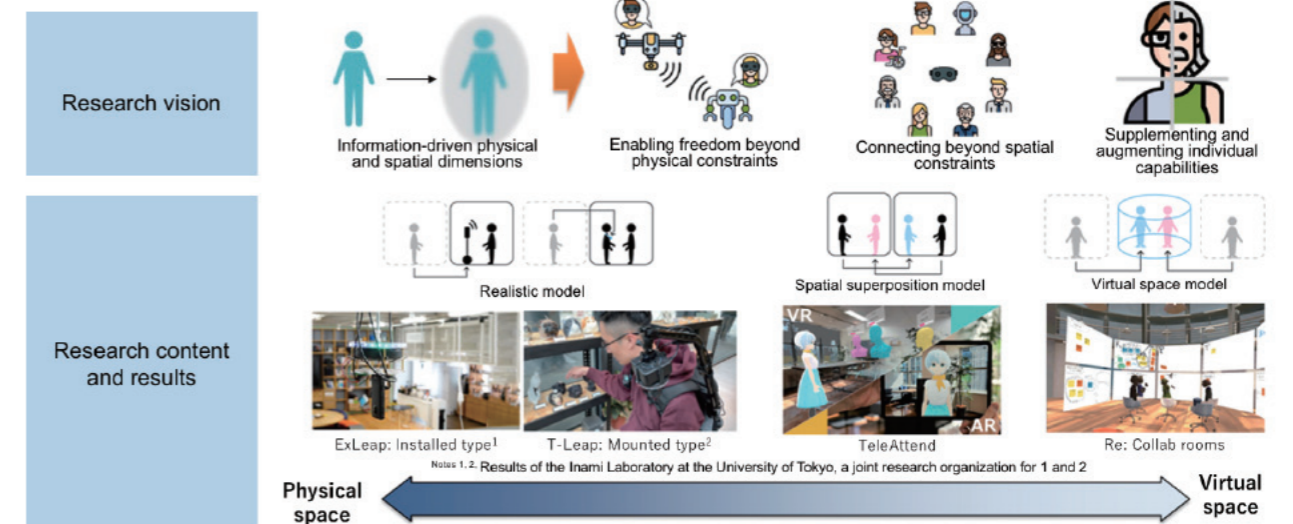 Research vision
Information-driven physical
and spatial dimensions
Enabling freedom beyond
physical constraints
Connecting beyond spatial
constraints
Supplementing and
augmenting individual
capabilities
Research content
and results
Realistic model
Spatial superposition model
Virtual space model
VR
AR
ExLeap: Installed type¹
T-Leap: Mounted type²
TeleAttend
Re: Collab rooms
Notes 1, 2. Results of the Inami Laboratory at the University of Tokyo, a joint research organization for 1 and 2
Physical
space
Virtual
space